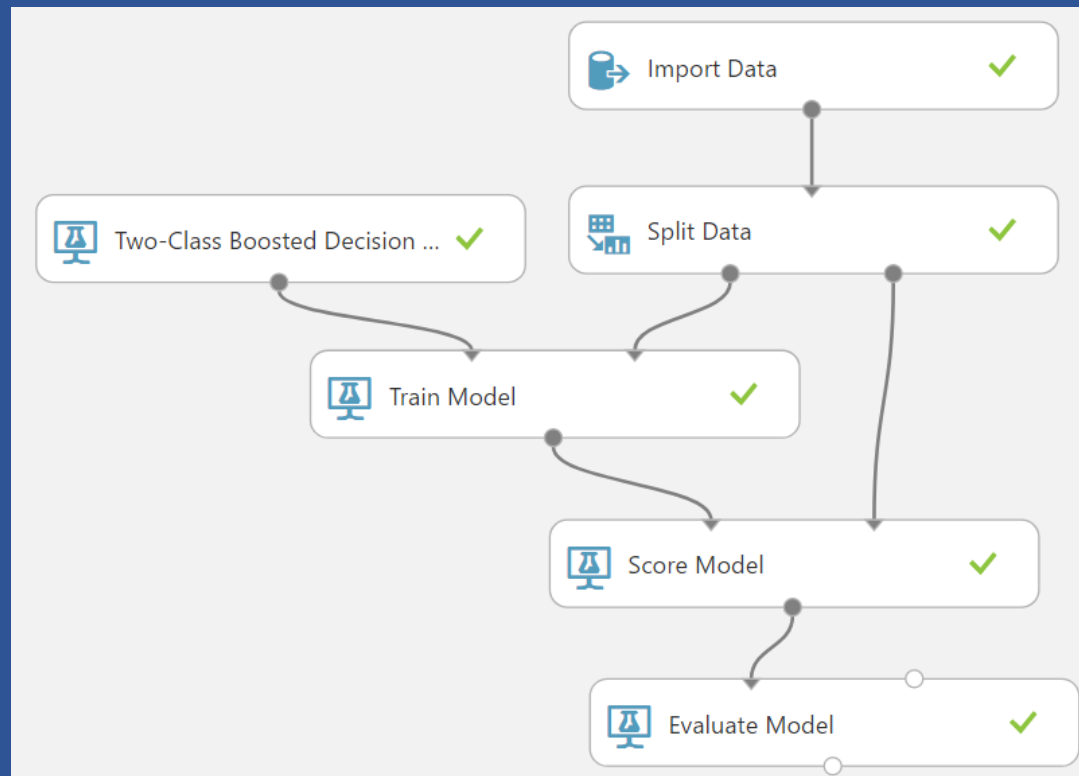 Import Data
Split Data
Two-Class Boosted Decision ...
Train Model
Score Model
Evaluate Model